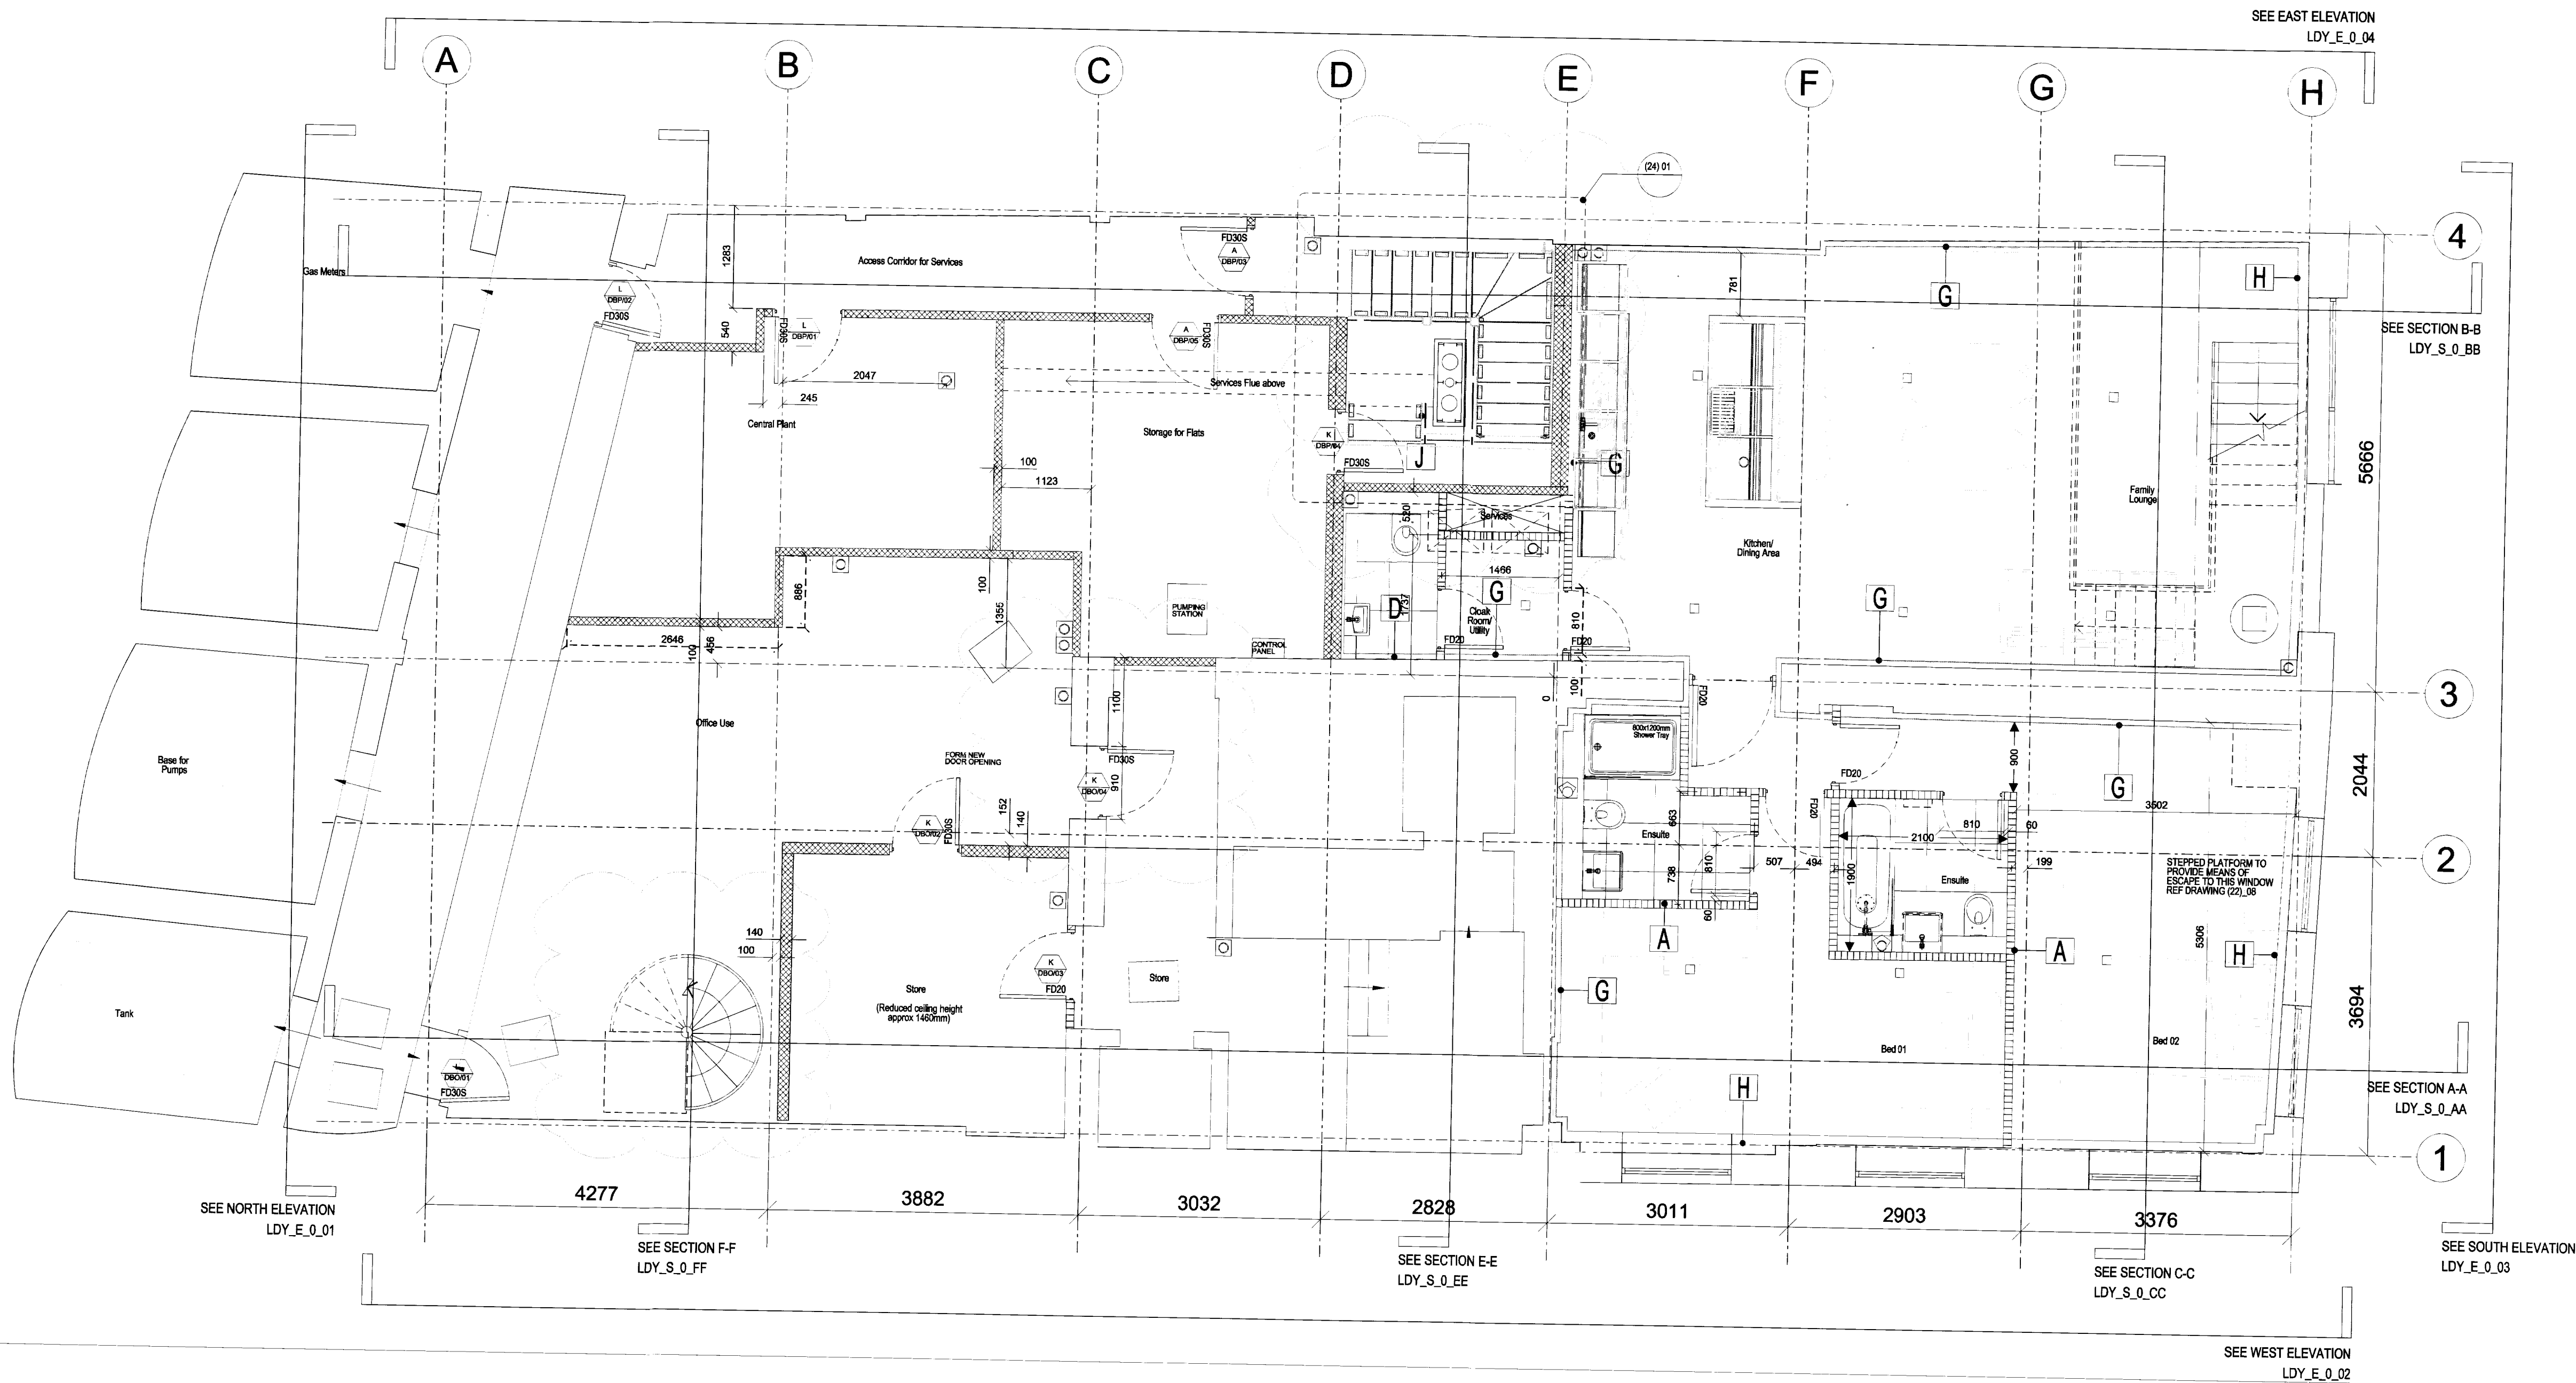 SEE EAST ELEVATION
LDY_E_0_04
A
B
C
D
E
F
G
H
(24) 01
4
1283
Access Corridor for Services
FD30S
A
DBP/03
Gas Meters
L
DBP/02
FD30S
540
FD30S
L
DBP/01
A
DBP/05
FD30S
781
G
H
SEE SECTION B-B
LDY_S_0_BB
2047
245
Services Flue above
Central Plant
Storage for Flats
K
DBP/04
FD30S
J
G
100
1123
5666
Family
Lounge
520
Services
Kitchen/
Dining Area
886
100
1355
1466
G
PUMPING
STATION
D
1737
Cloak
Room/
Utility
810
G
2646
100
456
CONTROL
PANEL
FD20
FD20
0
100
3
1100
FD20
Office Use
800x1200mm
Shower Tray
Base for
Pumps
FORM NEW
DOOR OPENING
FD30S
K
DBO/04
910
FD20
900
G
2044
152
140
K
DBO/02
FD30S
663
Ensuite
FD20
3502
810
60
2100
2
507
494
199
738
810
1900
Ensuite
STEPPED PLATFORM TO
PROVIDE MEANS OF
ESCAPE TO THIS WINDOW
REF DRAWING (22)_08
60
A
A
H
5306
140
100
K
DBO/03
FD20
Store
Store
(Reduced ceiling height
approx 1460mm)
G
Tank
3694
Bed 01
Bed 02
DBO/01
FD30S
H
SEE SECTION A-A
LDY_S_0_AA
1
4277
3882
3032
2828
3011
2903
3376
SEE NORTH ELEVATION
LDY_E_0_01
SEE SECTION F-F
LDY_S_0_FF
SEE SECTION E-E
LDY_S_0_EE
SEE SECTION C-C
LDY_S_0_CC
SEE SOUTH ELEVATION
LDY_E_0_03
SEE WEST ELEVATION
LDY_E_0_02